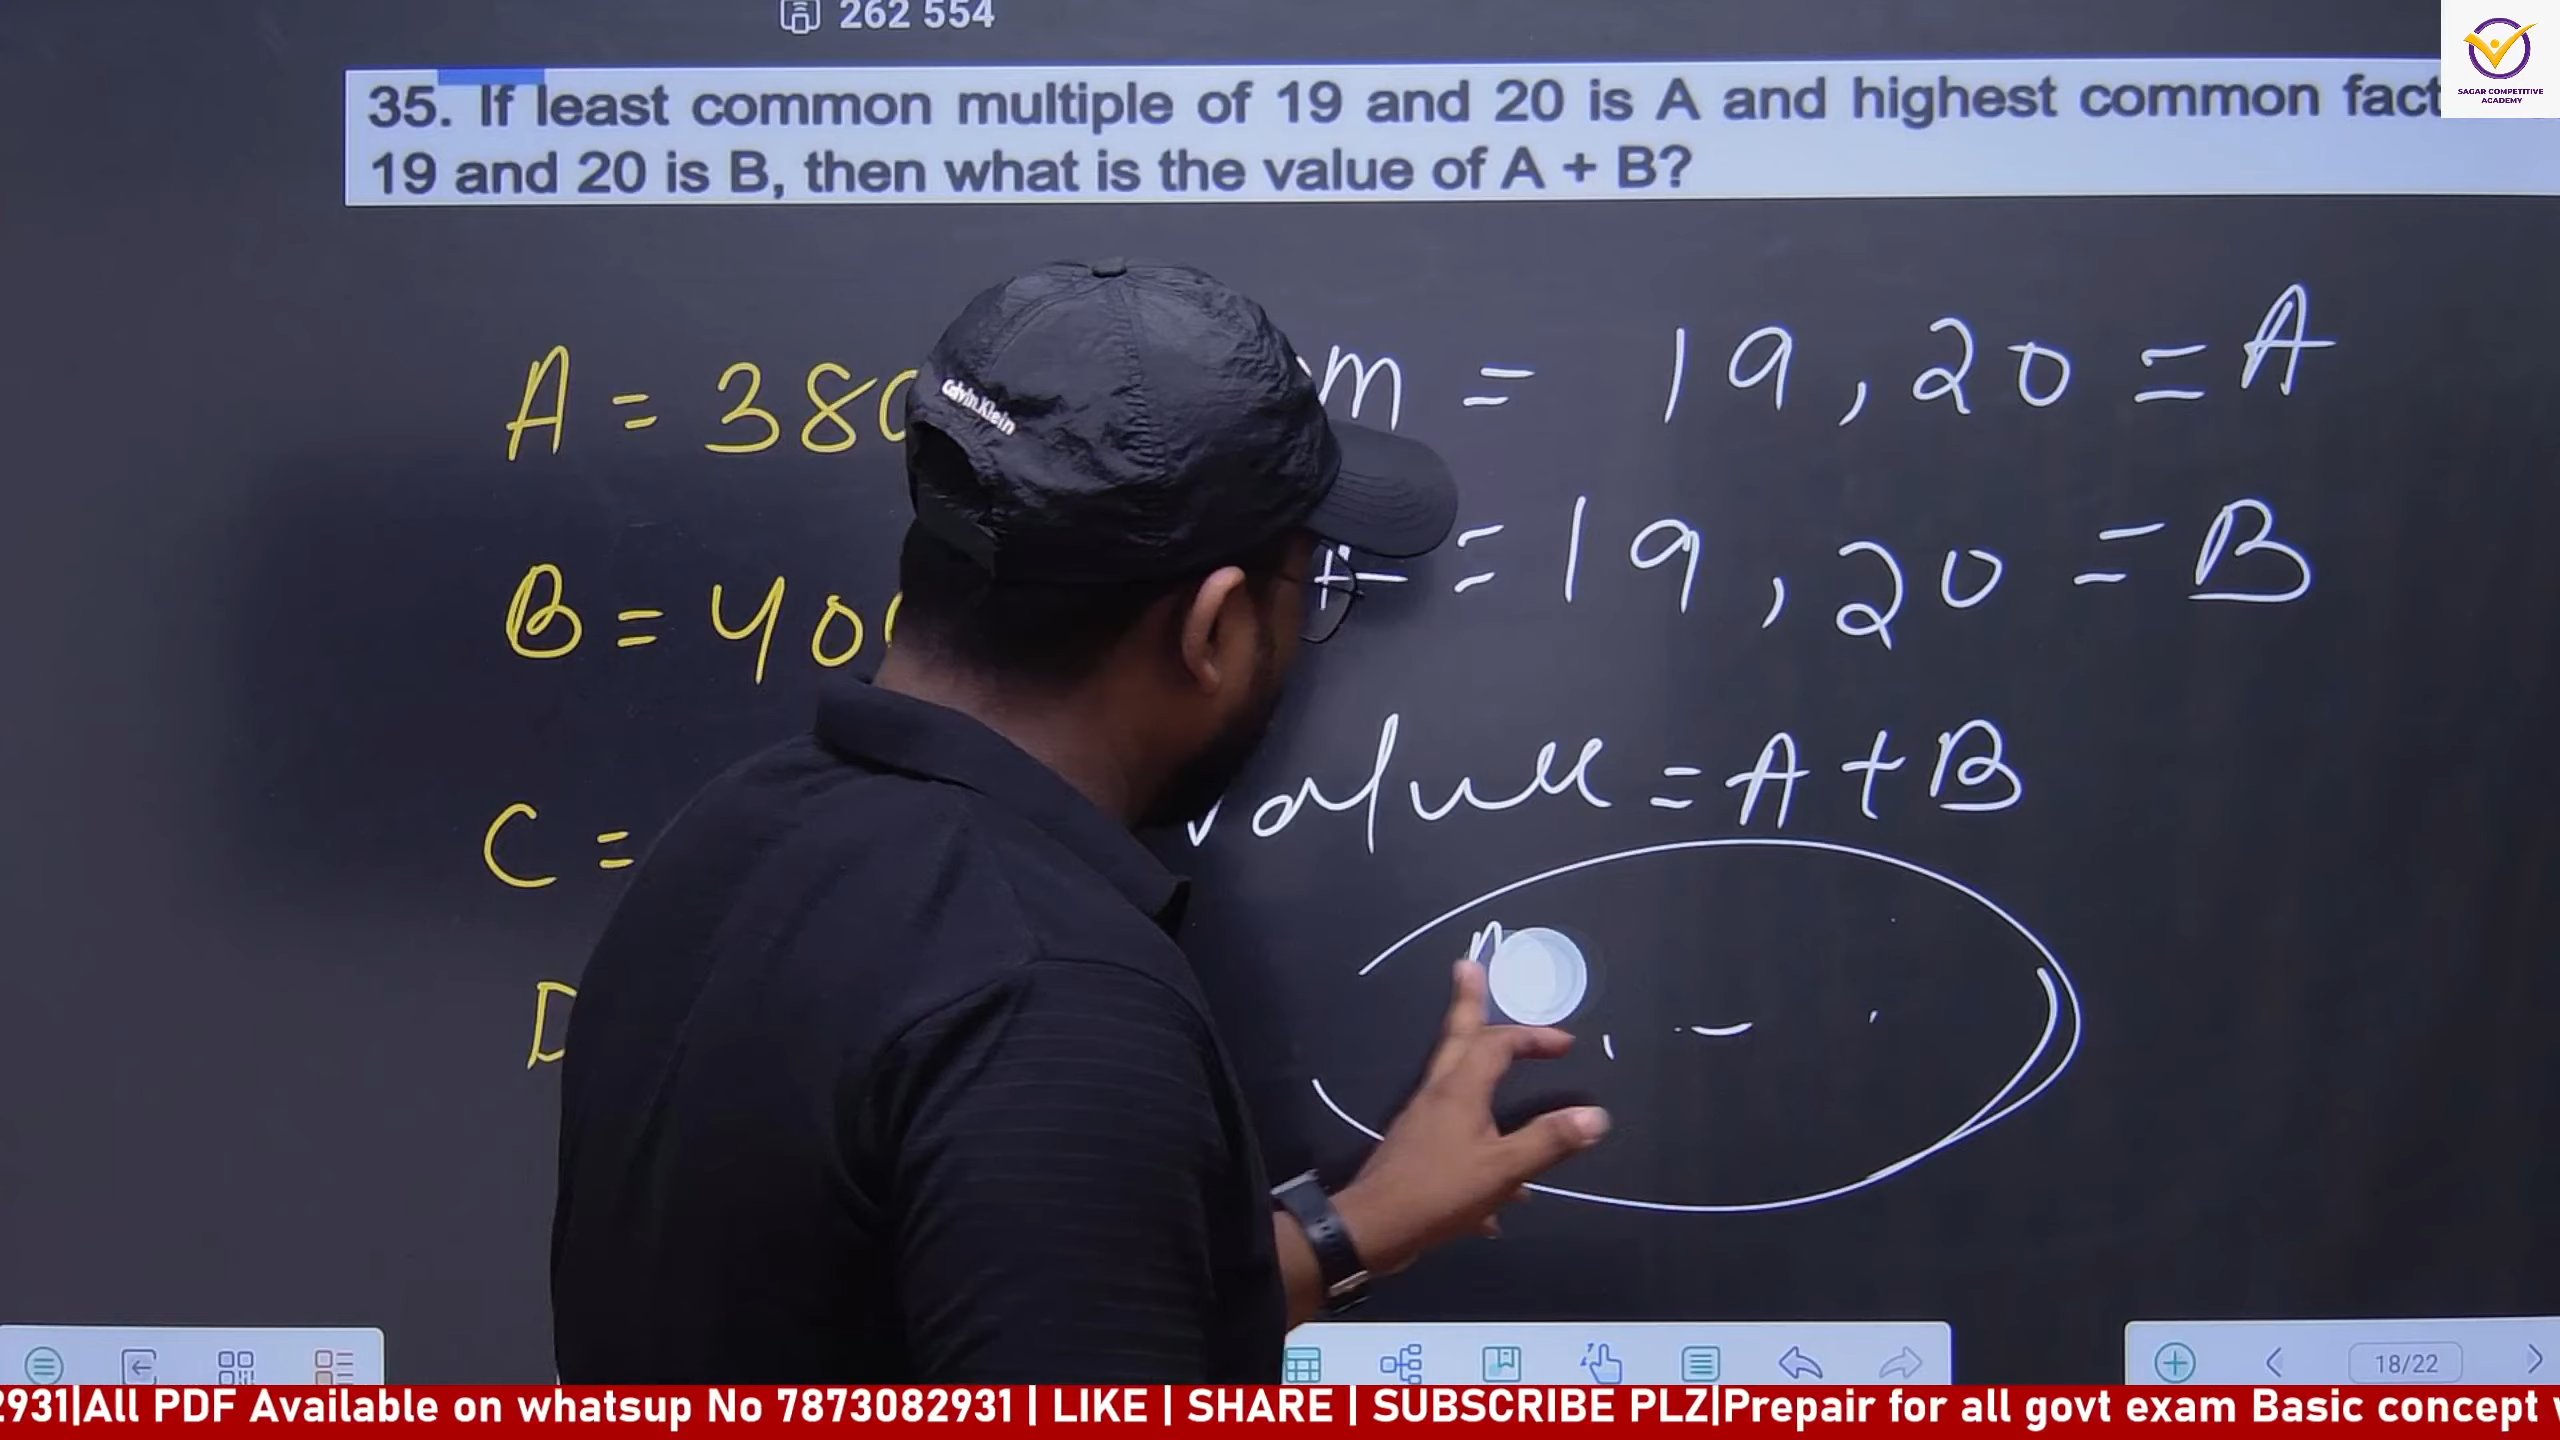 262 554
SAGAR COMPETITIVE
ACADEMY
35. If least common multiple of 19 and 20 is A and highest common fact
19 and 20 is B, then what is the value of A + B?
A = 380
m = 19, 20 = A
B = 400
= 19, 20 = B
value = A + B
C =
D
18/22
2931|All PDF Available on whatsup No 7873082931 | LIKE | SHARE | SUBSCRIBE PLZ|Prepair for all govt exam Basic concept
Calvin Klein